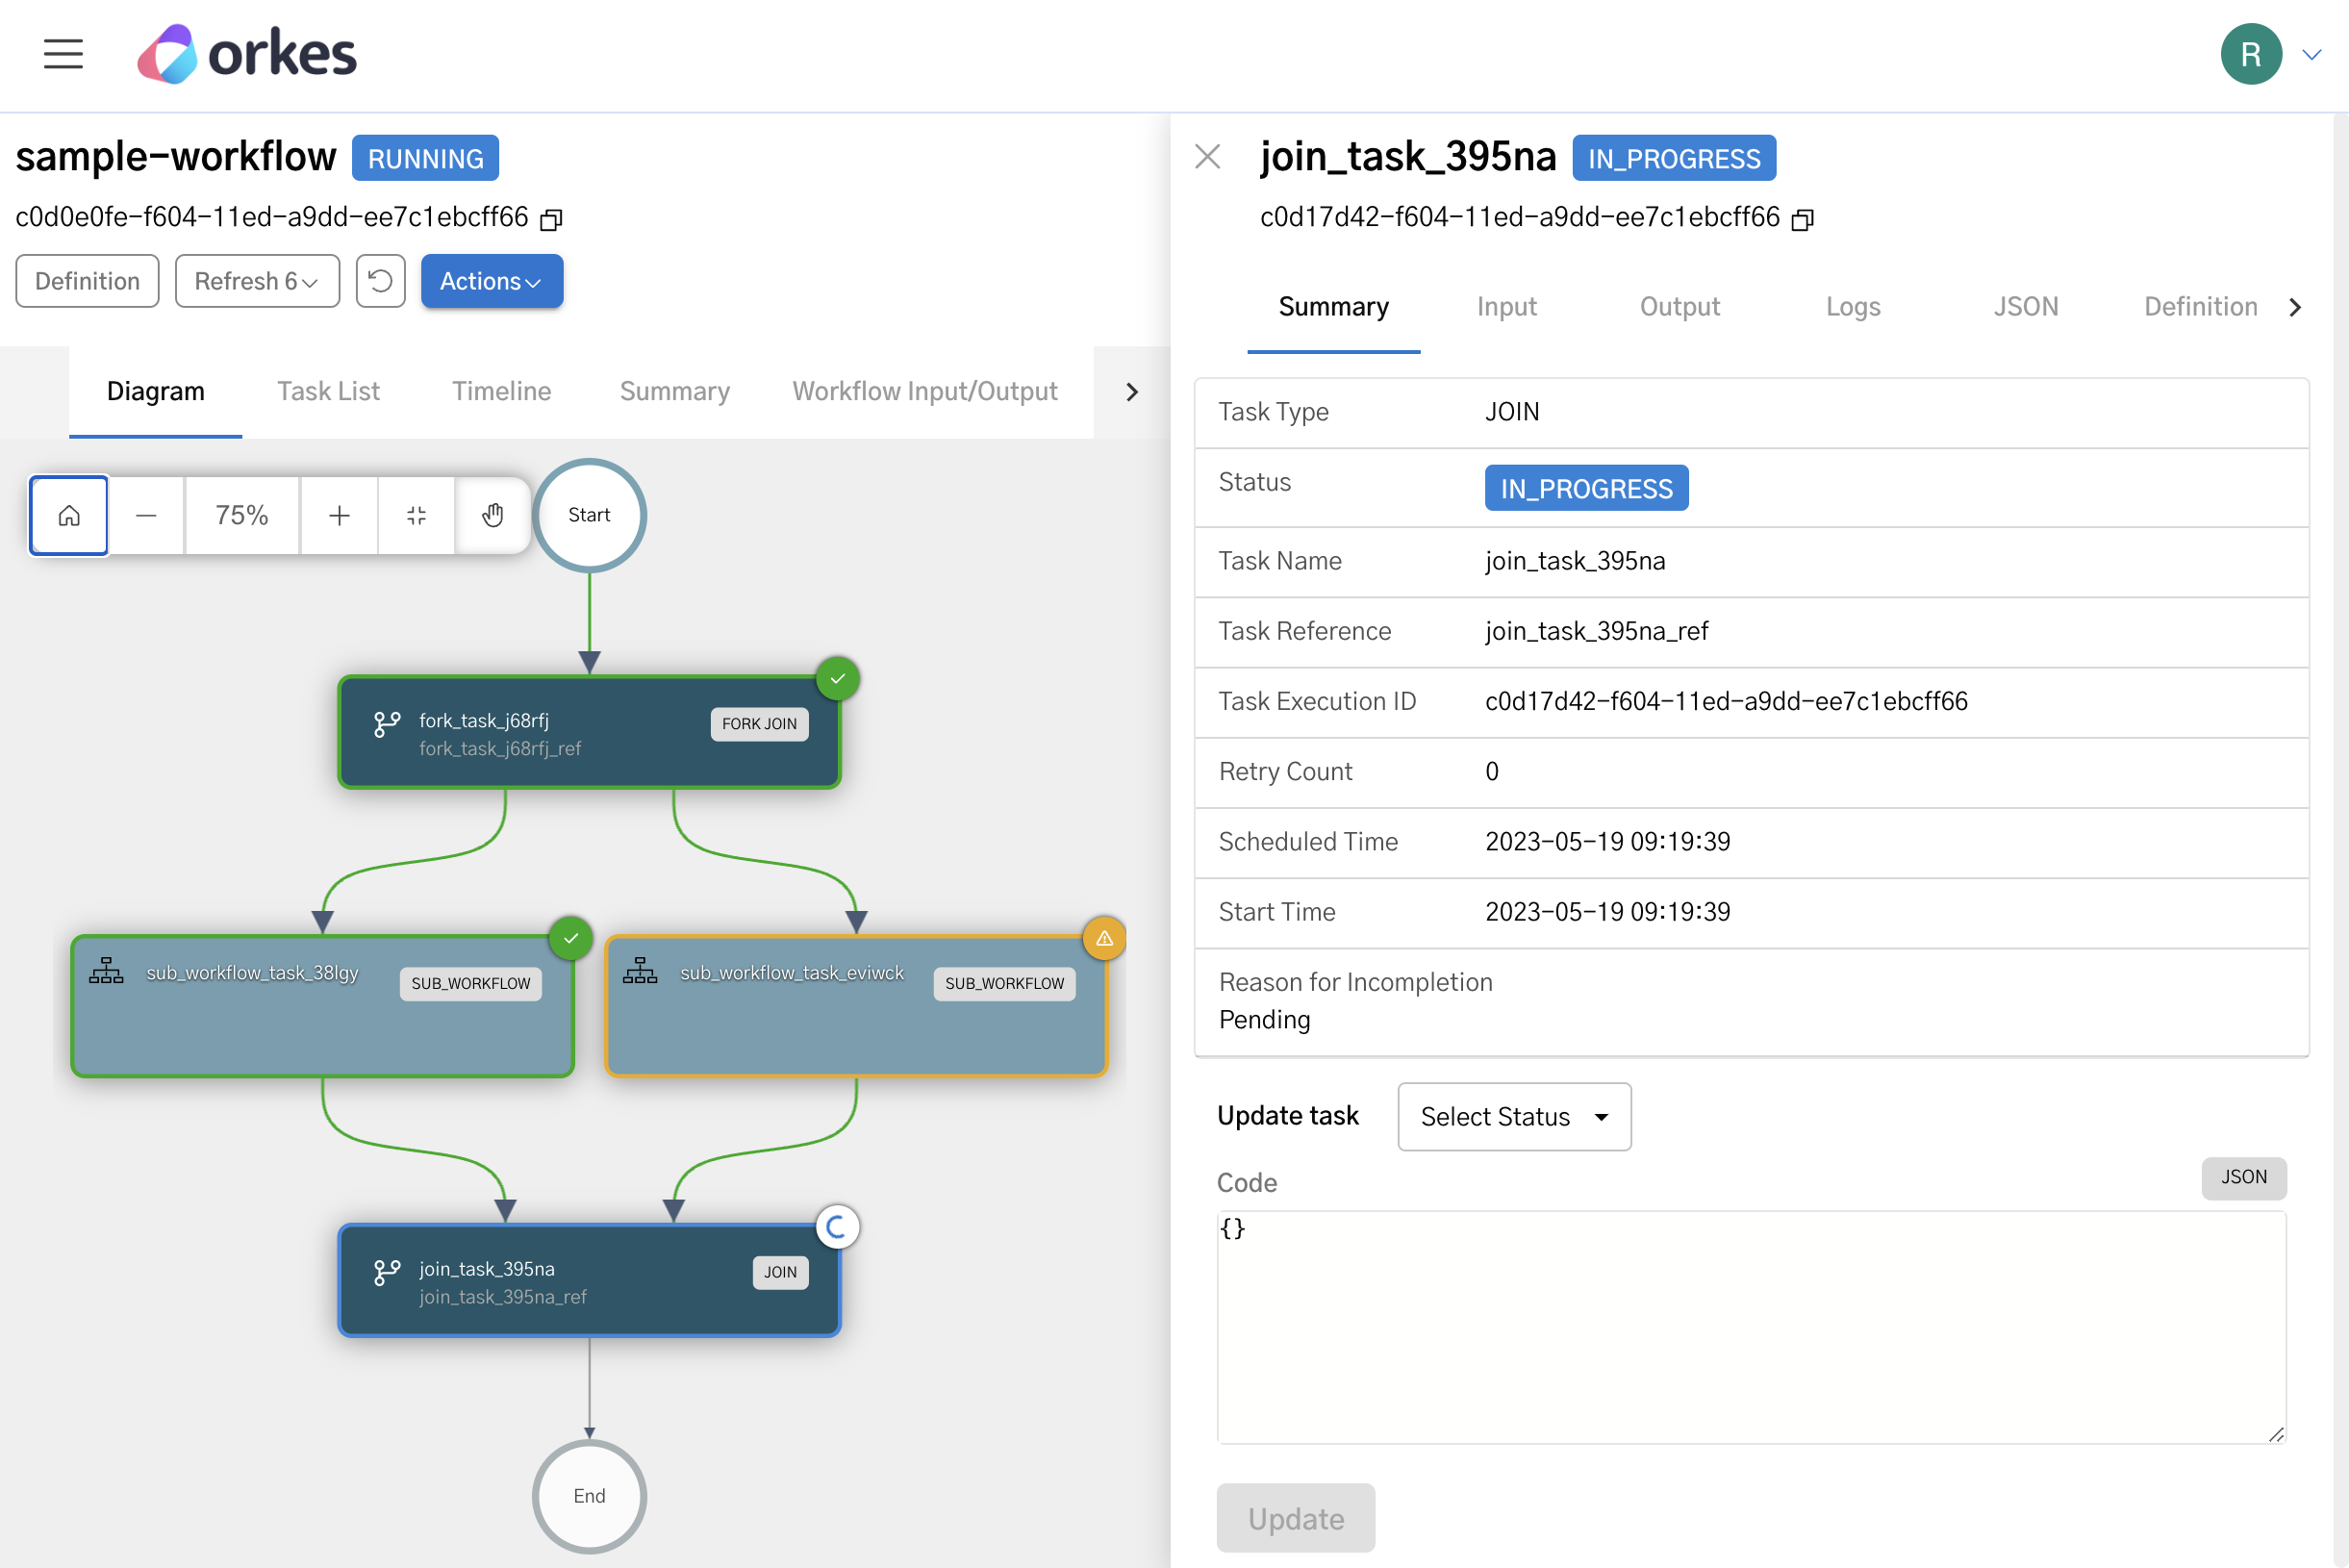 orkes
R
sample-workflow RUNNING
c0d0e0fe-f604-11ed-a9dd-ee7c1ebcff66
Definition Refresh 6 Actions
Diagram Task List Timeline Summary Workflow Input/Output
75%
Start
fork_task_j68rfj
fork_task_j68rfj_ref
FORK JOIN
sub_workflow_task_38lgy
SUB_WORKFLOW
sub_workflow_task_eviwck
SUB_WORKFLOW
join_task_395na
join_task_395na_ref
JOIN
End
join_task_395na IN_PROGRESS
c0d17d42-f604-11ed-a9dd-ee7c1ebcff66
Summary Input Output Logs JSON Definition
Task Type JOIN
Status IN_PROGRESS
Task Name join_task_395na
Task Reference join_task_395na_ref
Task Execution ID c0d17d42-f604-11ed-a9dd-ee7c1ebcff66
Retry Count 0
Scheduled Time 2023-05-19 09:19:39
Start Time 2023-05-19 09:19:39
Reason for Incompletion
Pending
Update task Select Status
Code JSON
{}
Update